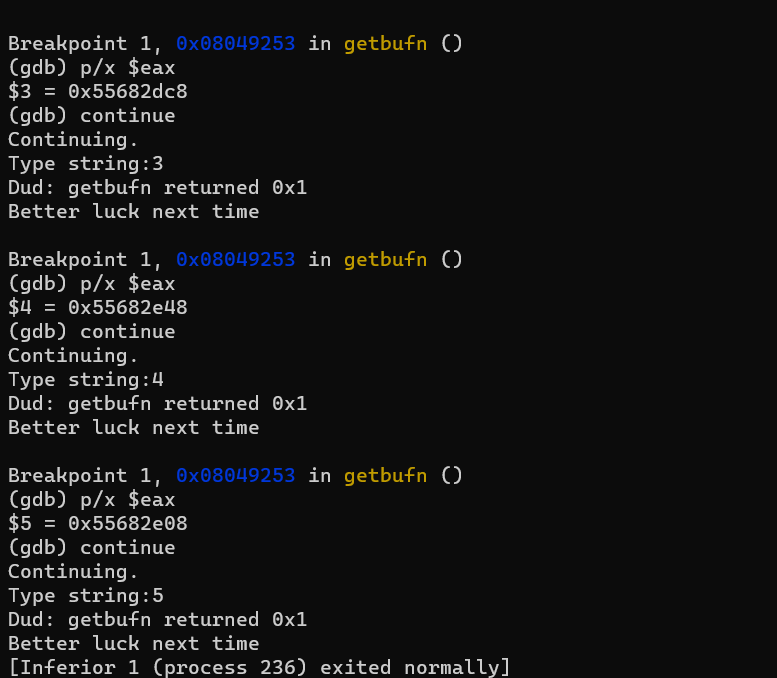 Breakpoint 1, 0x08049253 in getbufn ()
(gdb) p/x $eax
$3 = 0x55682dc8
(gdb) continue
Continuing.
Type string:3
Dud: getbufn returned 0x1
Better luck next time
Breakpoint 1, 0x08049253 in getbufn ()
(gdb) p/x $eax
$4 = 0x55682e48
(gdb) continue
Continuing.
Type string:4
Dud: getbufn returned 0x1
Better luck next time
Breakpoint 1, 0x08049253 in getbufn ()
(gdb) p/x $eax
$5 = 0x55682e08
(gdb) continue
Continuing.
Type string:5
Dud: getbufn returned 0x1
Better luck next time
[Inferior 1 (process 236) exited normally]